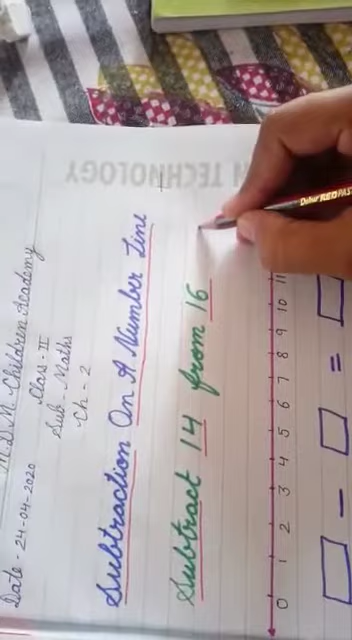 M.D.M. Children Academy
Date - 24-04-2020
Class - II
Sub - Maths
Ch - 2
Subtraction On A Number Line
Subtract 14 from 16
0 1 2 3 4 5 6 7 8 9 10 11
□ - □ = □
TECHNOLOGY